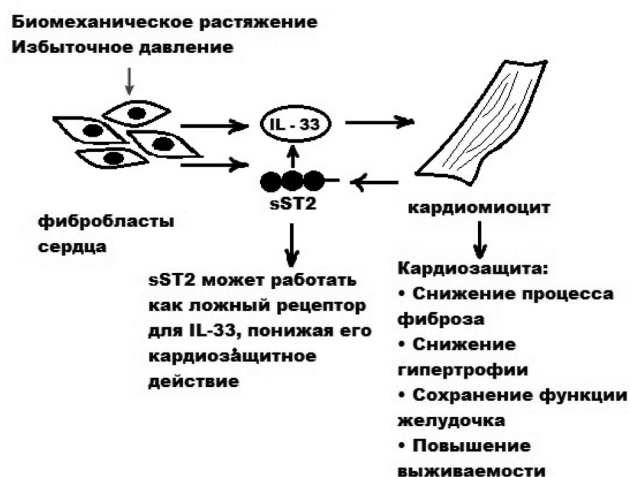 Биомеханическое растяжение
Избыточное давление
IL - 33
sST2
фибробласты
сердца
кардиомиоцит
sST2 может работать
как ложный рецептор
для IL-33, понижая его
кардиозащитное
действие
Кардиозащита:
• Снижение процесса
фиброза
• Снижение
гипертрофии
• Сохранение функции
желудочка
• Повышение
выживаемости